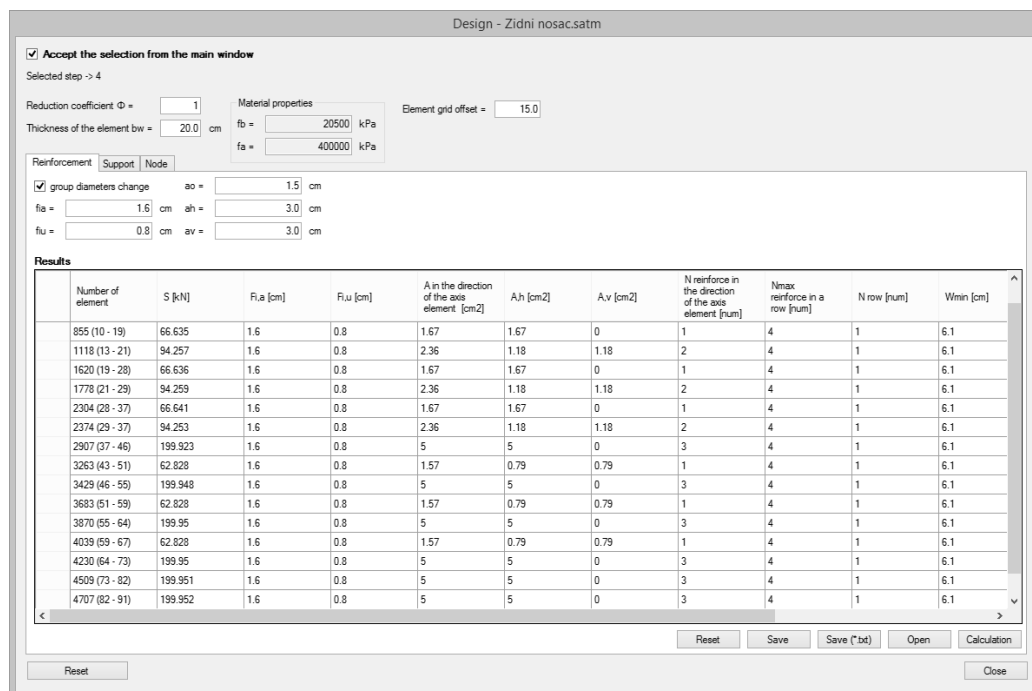 Design - Zidni nosac.satm
Accept the selection from the main window
Selected step -> 4
Reduction coefficient Φ = 1
Thickness of the element bw = 20.0 cm
Material properties
fb = 20500 kPa
fa = 400000 kPa
Element grid offset = 15.0
Reinforcement Support Node
group diameters change ao = 1.5 cm
fia = 1.6 cm ah = 3.0 cm
fiu = 0.8 cm av = 3.0 cm
Results
Number of element S [kN] Fi,a [cm] Fi,u [cm] A in the direction of the axis element [cm2] A,h [cm2] A,v [cm2] N reinforce in the direction of the axis element [num] Nmax reinforce in a row [num] N row [num] Wmin [cm]
855 (10 - 19) 66.635 1.6 0.8 1.67 1.67 0 1 4 1 6.1
1118 (13 - 21) 94.257 1.6 0.8 2.36 1.18 1.18 2 4 1 6.1
1620 (19 - 28) 66.636 1.6 0.8 1.67 1.67 0 1 4 1 6.1
1778 (21 - 29) 94.259 1.6 0.8 2.36 1.18 1.18 2 4 1 6.1
2304 (28 - 37) 66.641 1.6 0.8 1.67 1.67 0 1 4 1 6.1
2374 (29 - 37) 94.253 1.6 0.8 2.36 1.18 1.18 2 4 1 6.1
2907 (37 - 46) 199.923 1.6 0.8 5 5 0 3 4 1 6.1
3263 (43 - 51) 62.828 1.6 0.8 1.57 0.79 0.79 1 4 1 6.1
3429 (46 - 55) 199.948 1.6 0.8 5 5 0 3 4 1 6.1
3683 (51 - 59) 62.828 1.6 0.8 1.57 0.79 0.79 1 4 1 6.1
3870 (55 - 64) 199.95 1.6 0.8 5 5 0 3 4 1 6.1
4039 (59 - 67) 62.828 1.6 0.8 1.57 0.79 0.79 1 4 1 6.1
4230 (64 - 73) 199.95 1.6 0.8 5 5 0 3 4 1 6.1
4509 (73 - 82) 199.951 1.6 0.8 5 5 0 3 4 1 6.1
4707 (82 - 91) 199.952 1.6 0.8 5 5 0 3 4 1 6.1
Reset Save Save (*.txt) Open Calculation
Reset Close